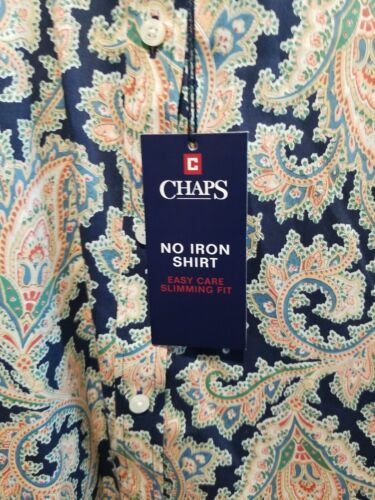 C
CHAPS
NO IRON
SHIRT
EASY CARE
SLIMMING FIT